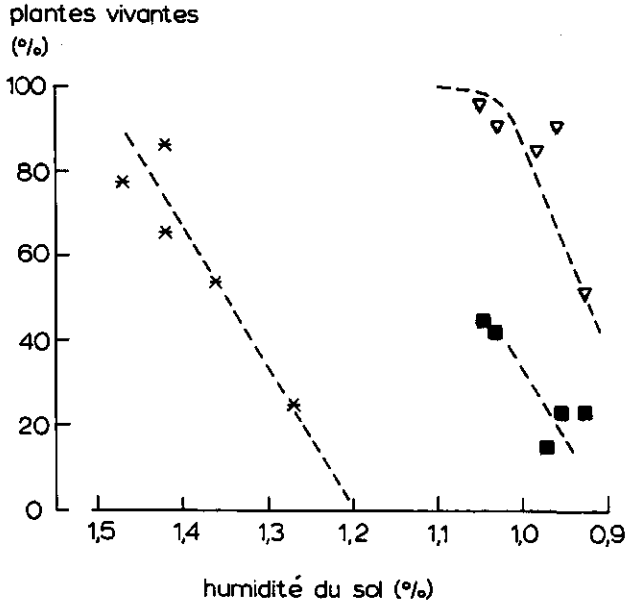 plantes vivantes
(%)
100
80
60
40
20
0
1,5 1,4 1,3 1,2 1,1 1,0 0,9
humidité du sol (%)